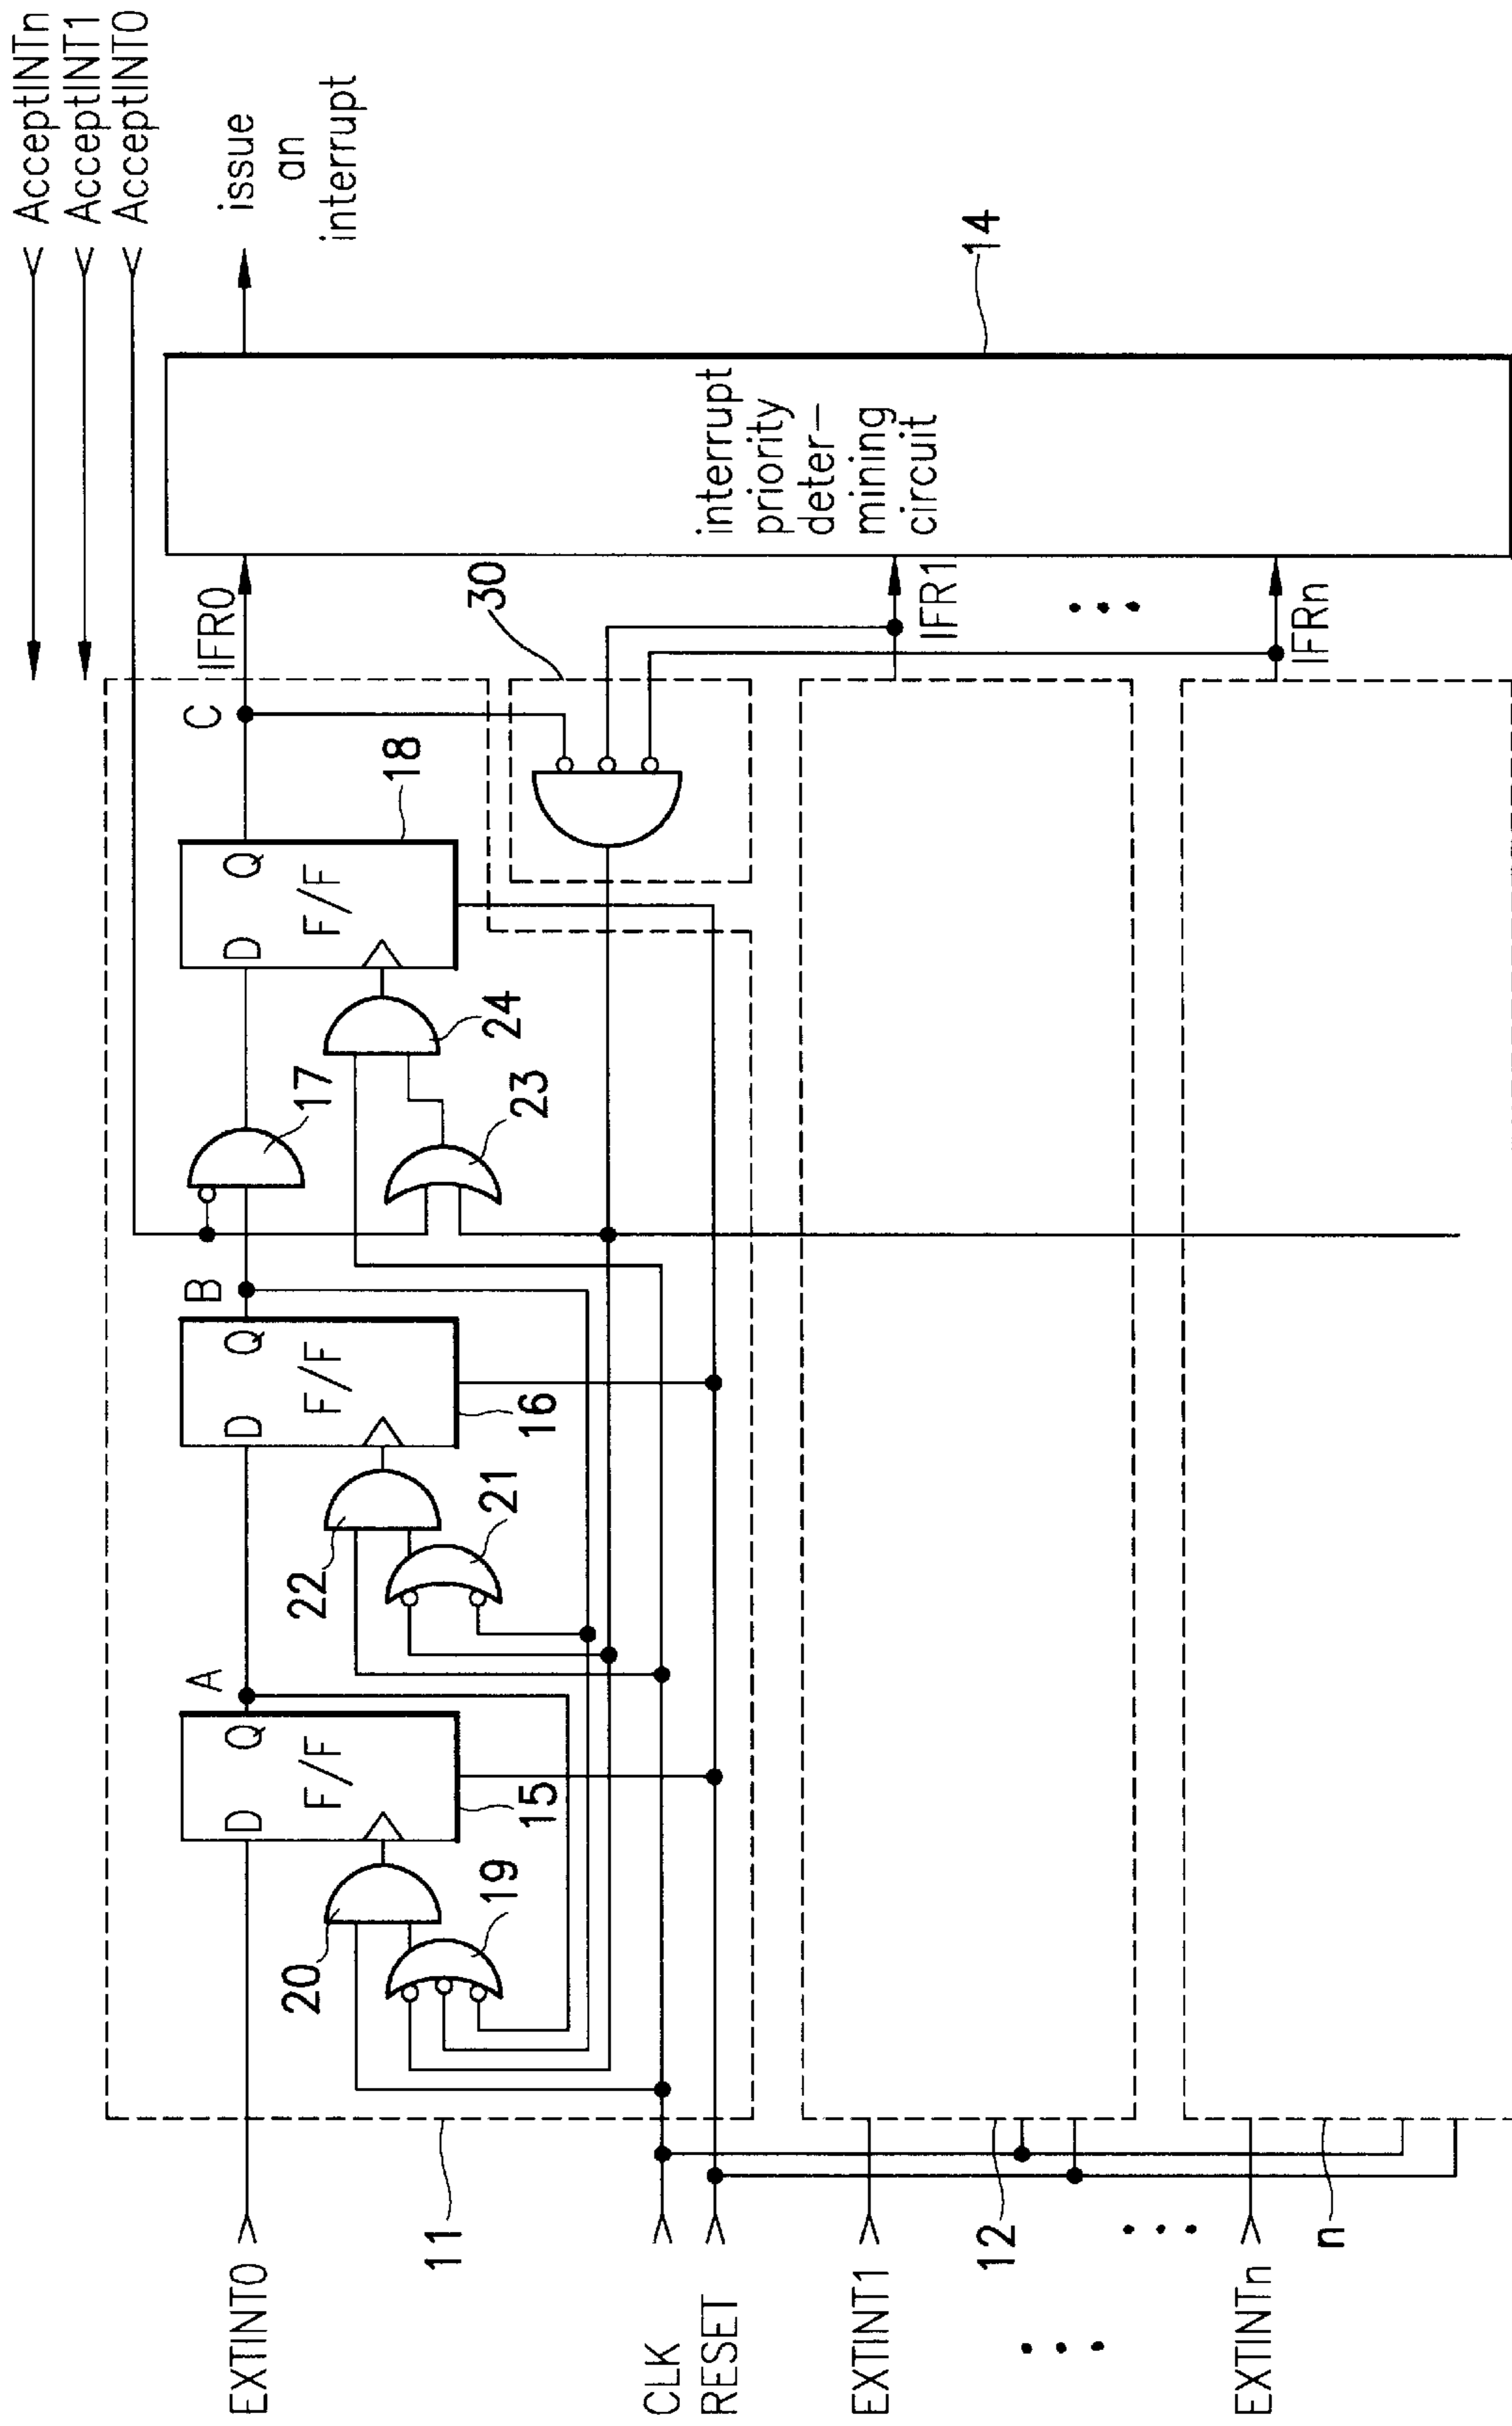 AcceptINTn
AcceptINT1
AcceptINT0
issue
an
interrupt
C
IFR0
B
A
D Q
F/F
15
D Q
F/F
16
17
D Q
F/F
18
20
19
22
21
24
23
30
14
interrupt
priority
deter-
mining
circuit
IFR1
IFRn
EXTINT0
11
CLK
RESET
EXTINT1
12
EXTINTn
n